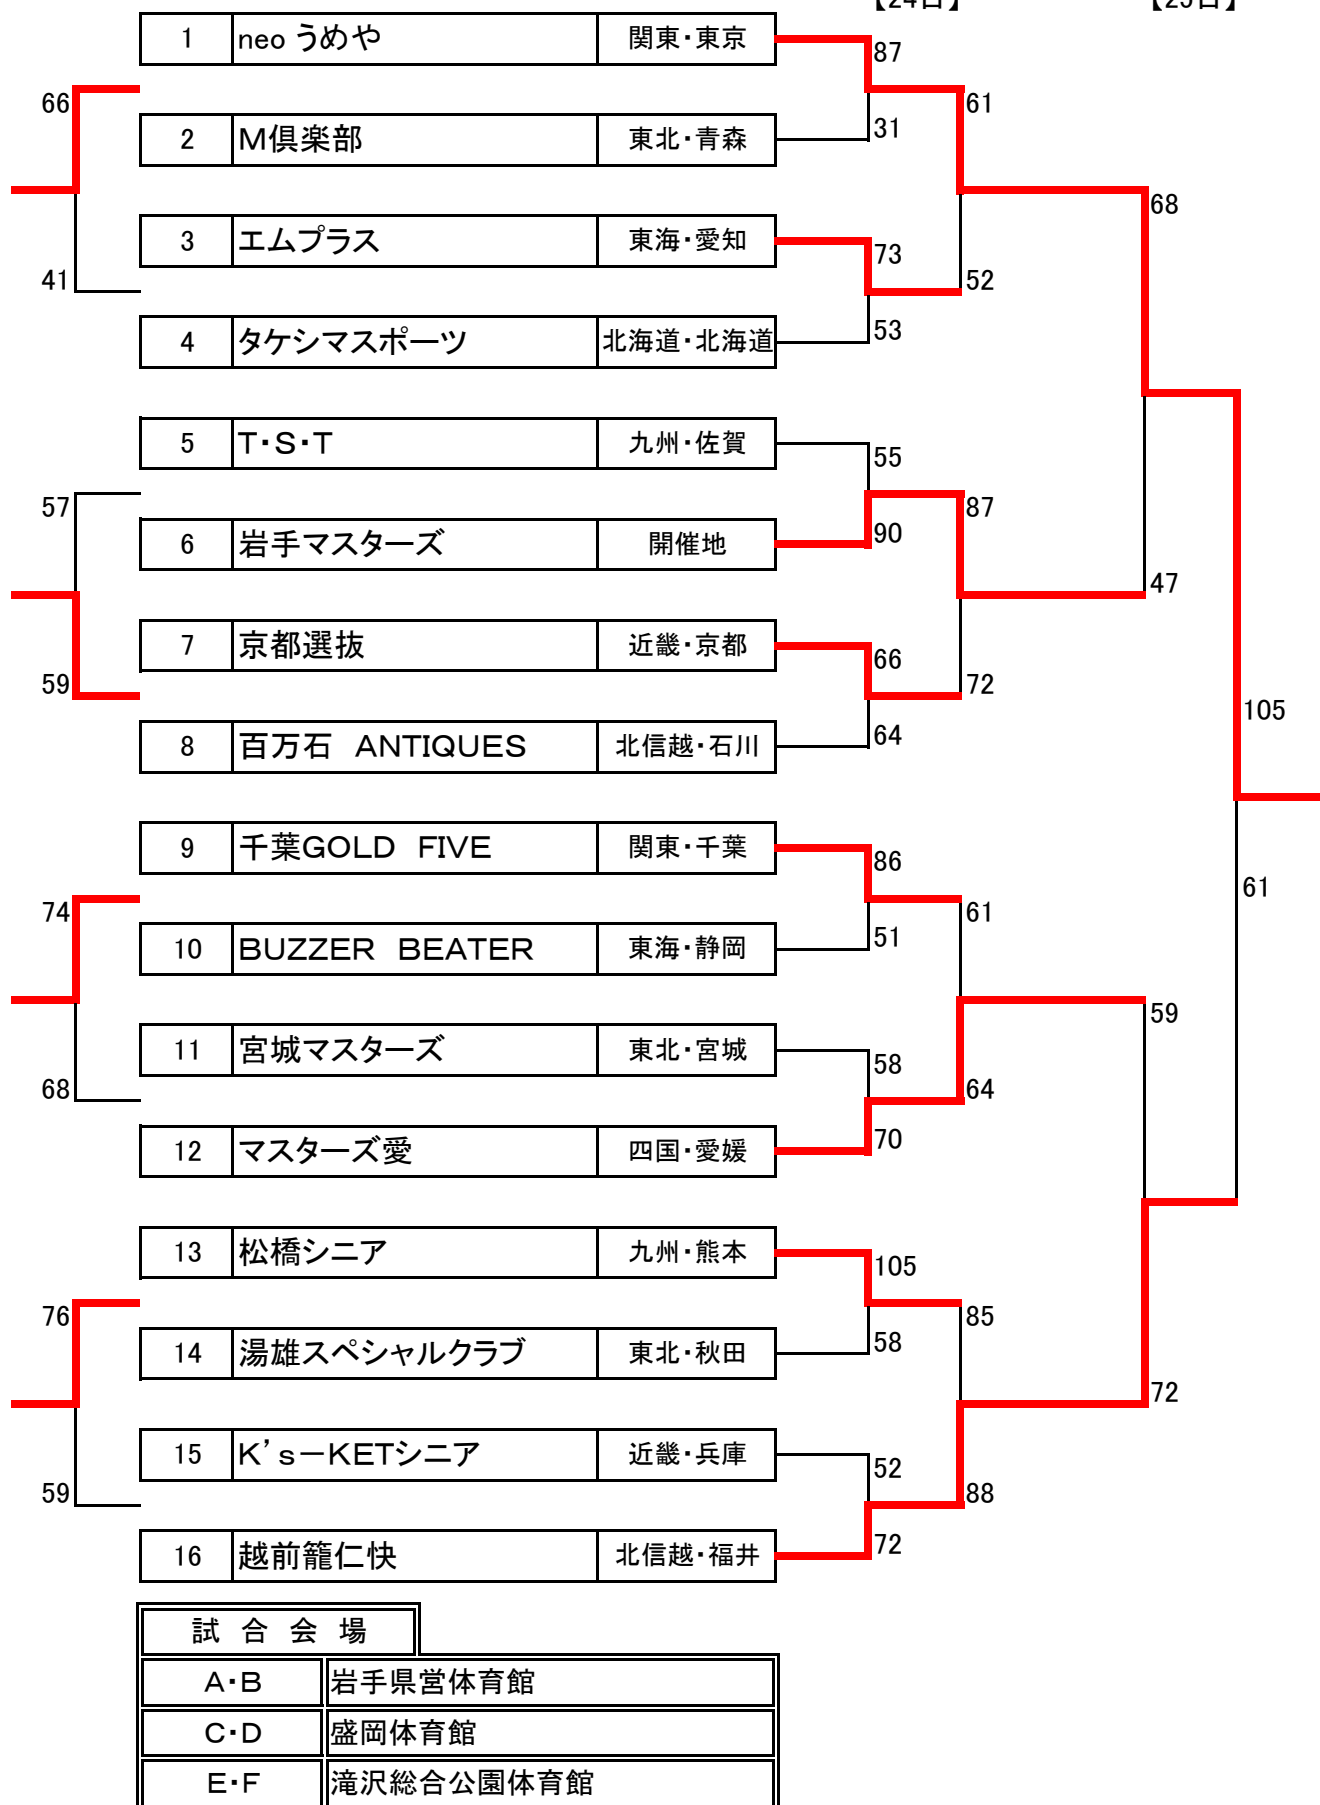 【24日】 【25日】
1 neo うめや 関東・東京 87
66 61
2 M倶楽部 東北・青森 31
68
3 エムプラス 東海・愛知 73
41 52
4 タケシマスポーツ 北海道・北海道 53
5 T・S・T 九州・佐賀 55
57 87
6 岩手マスターズ 開催地 90
47
7 京都選抜 近畿・京都 66
59 72
105
8 百万石 ANTIQUES 北信越・石川 64
9 千葉GOLD FIVE 関東・千葉 86
61
74 61
10 BUZZER BEATER 東海・静岡 51
59
11 宮城マスターズ 東北・宮城 58
68 64
12 マスターズ愛 四国・愛媛 70
13 松橋シニア 九州・熊本 105
76 85
14 湯雄スペシャルクラブ 東北・秋田 58
72
15 K's－KETシニア 近畿・兵庫 52
59 88
16 越前籠仁快 北信越・福井 72
試合会場
A・B 岩手県営体育館
C・D 盛岡体育館
E・F 滝沢総合公園体育館